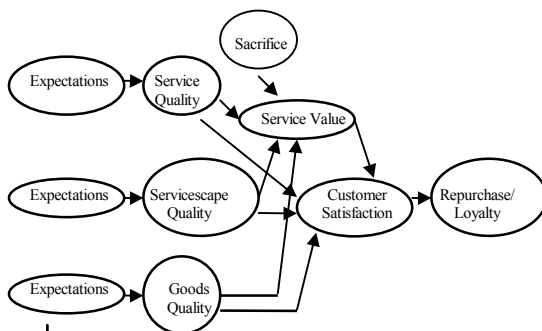 Sacrifice
Expectations
Service
Quality
Service Value
Expectations
Servicescape
Quality
Customer
Satisfaction
Repurchase/
Loyalty
Expectations
Goods
Quality